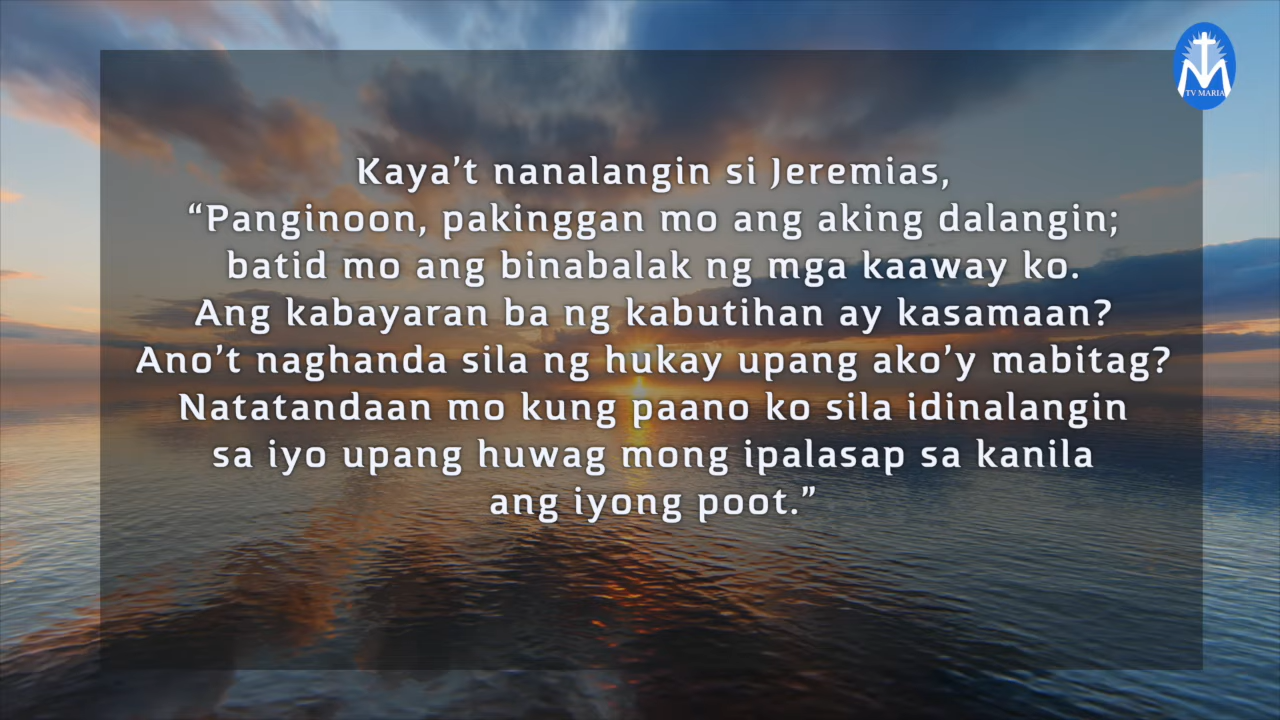 TV MARIA
Kaya’t nanalangin si Jeremias,
“Panginoon, pakinggan mo ang aking dalangin;
batid mo ang binabalak ng mga kaaway ko.
Ang kabayaran ba ng kabutihan ay kasamaan?
Ano’t naghanda sila ng hukay upang ako’y mabitag?
Natatandaan mo kung paano ko sila idinalangin
sa iyo upang huwag mong ipalasap sa kanila
ang iyong poot.”